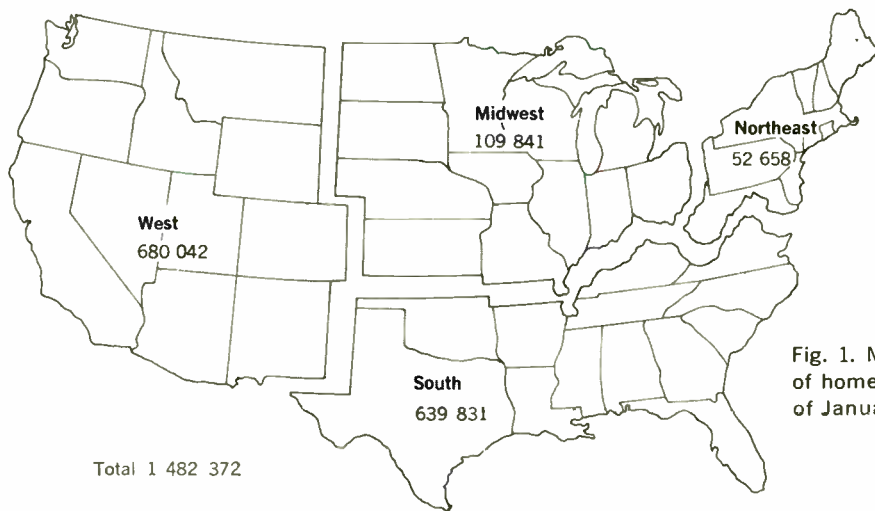 Midwest
109 841
Northeast
52 658
West
680 042
South
639 831
Fig. 1. 
of home
of Janua
Total 1 482 372